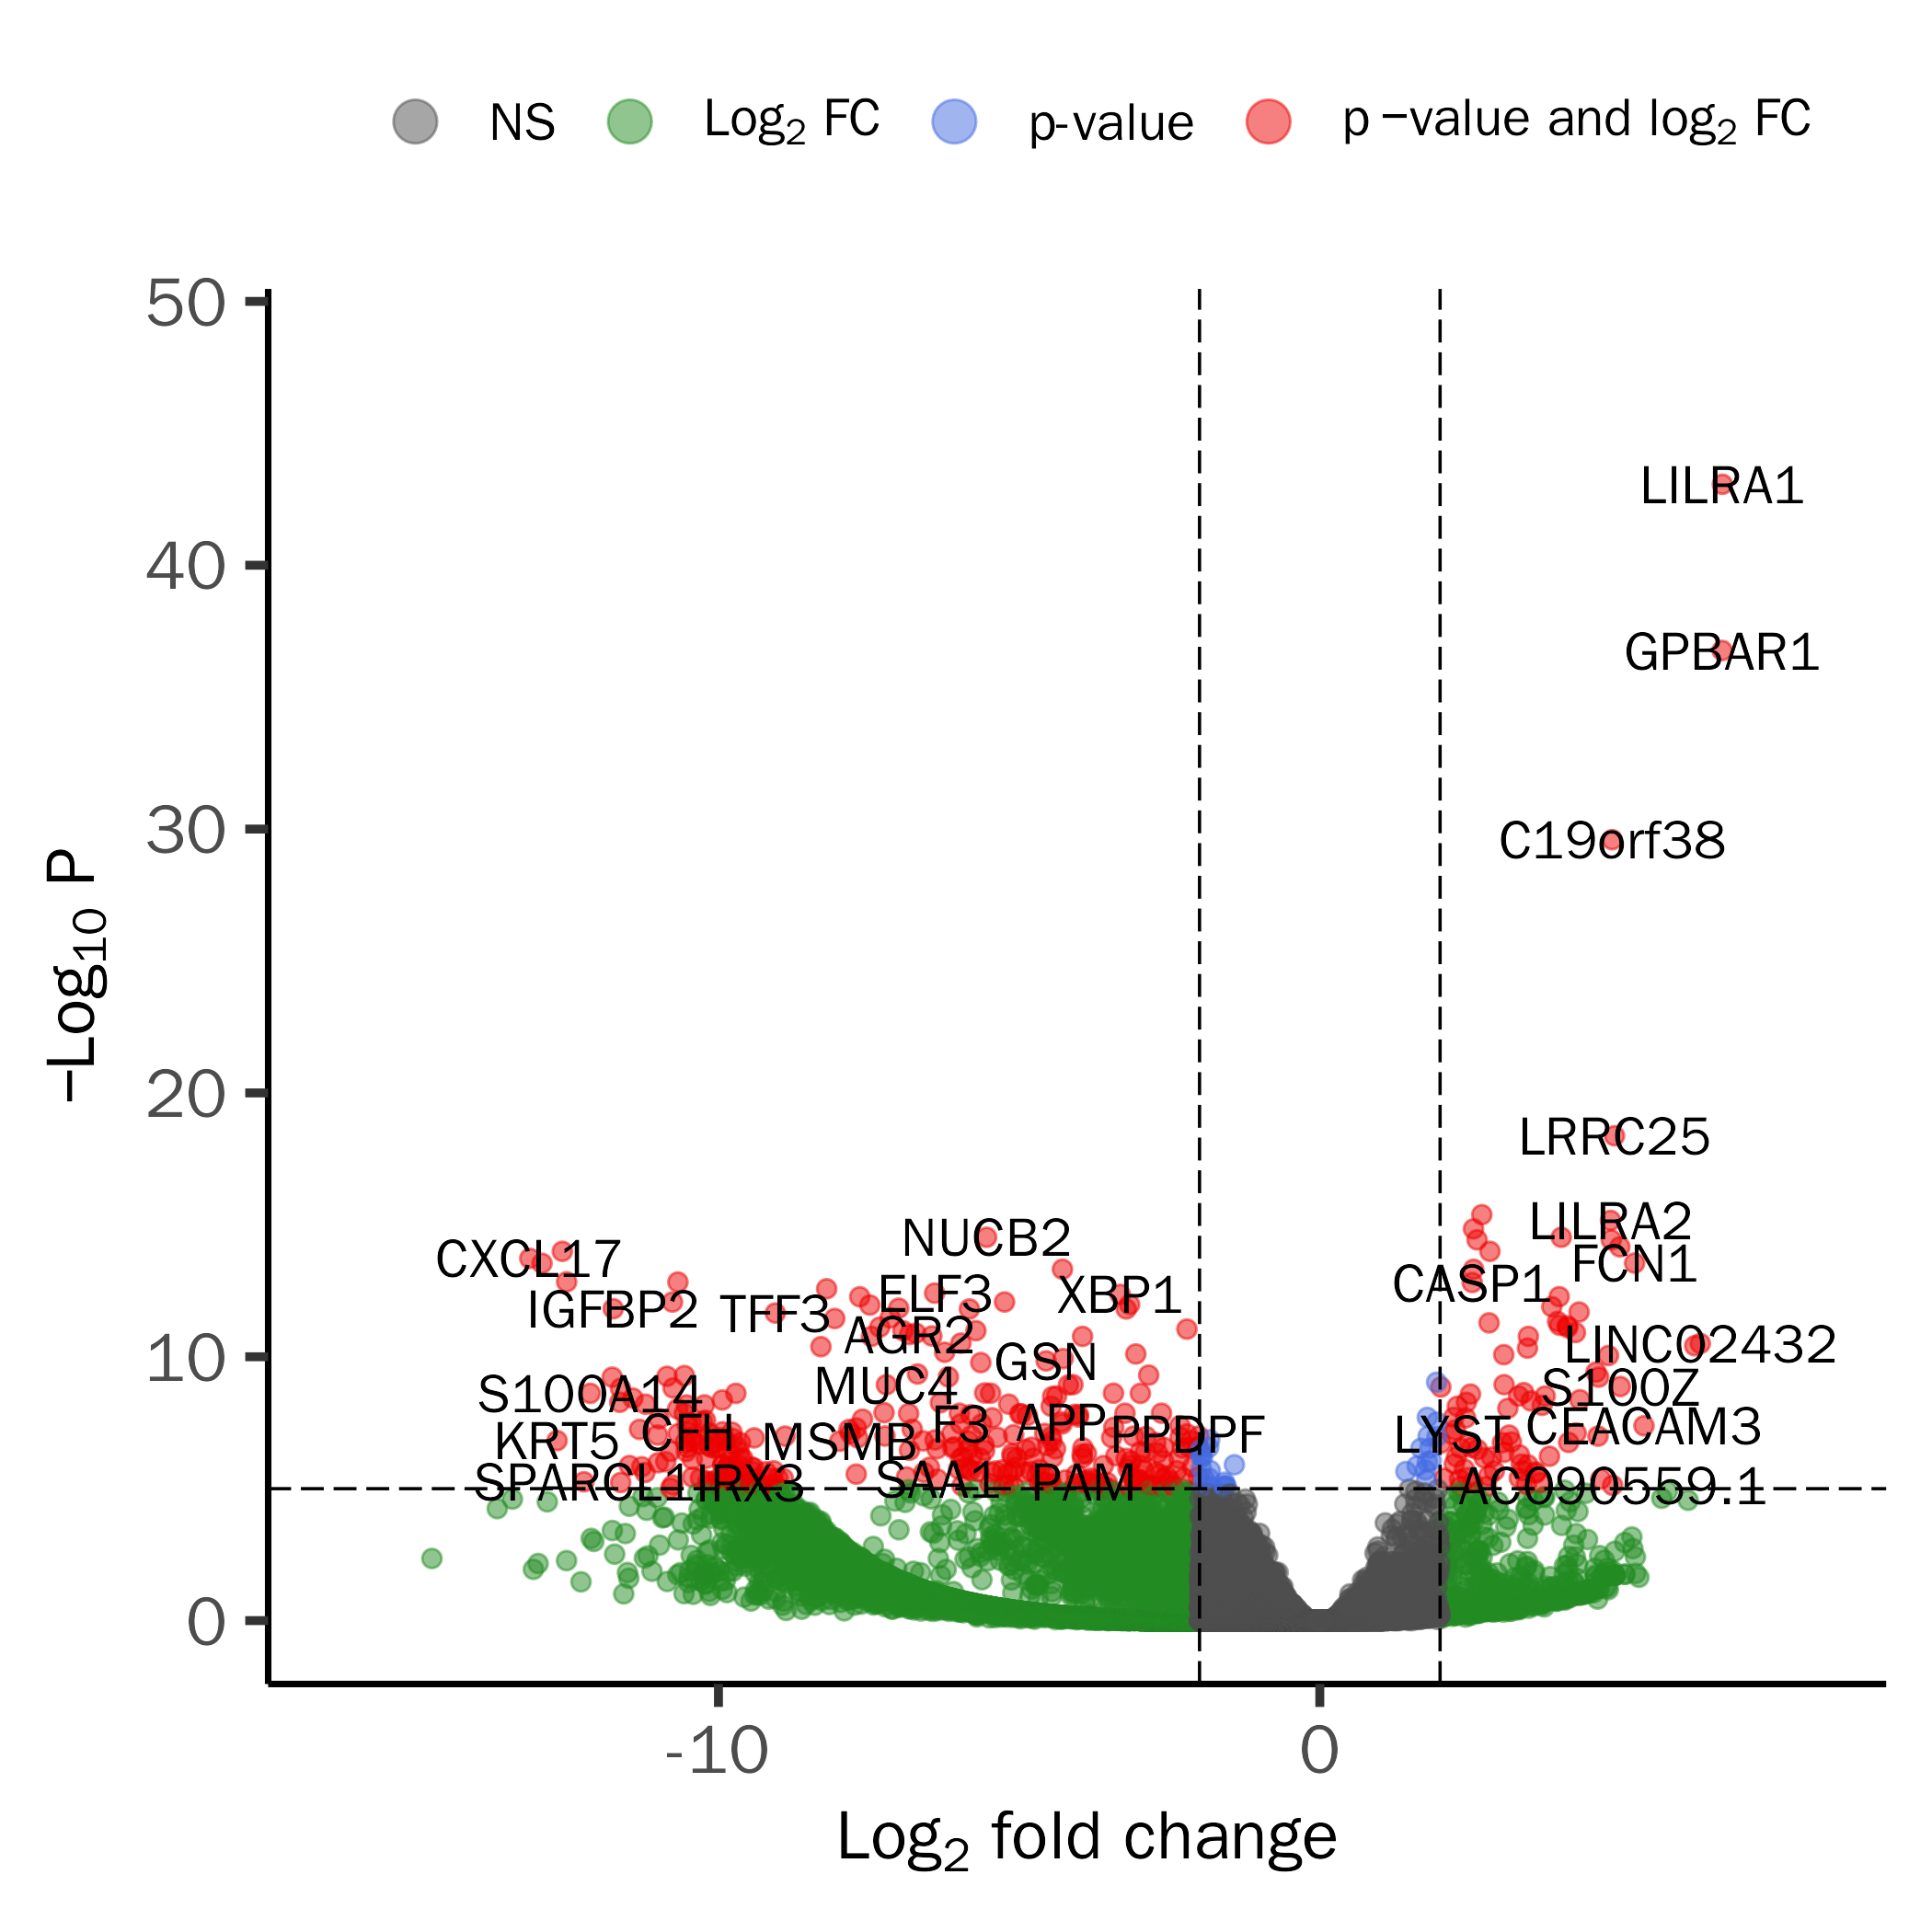 NS Log2 FC p-value p −value and log2 FC
50
40
30
20
10
0
−Log10 P
LILRA1
GPBAR1
C19orf38
LRRC25
LILRA2
NUCB2
CXCL17
FCN1
CASP1
ELF3
XBP1
IGFBP2
TFF3
AGR2
LINC02432
GSN
MUC4
S100Z
S100A14
F3
APP
CEACAM3
CFH
PPDPF
LYST
KRT5
MSMB
SAA1
SPARCL1
IRX3
PAM
AC090559.1
-10
0
Log2 fold change